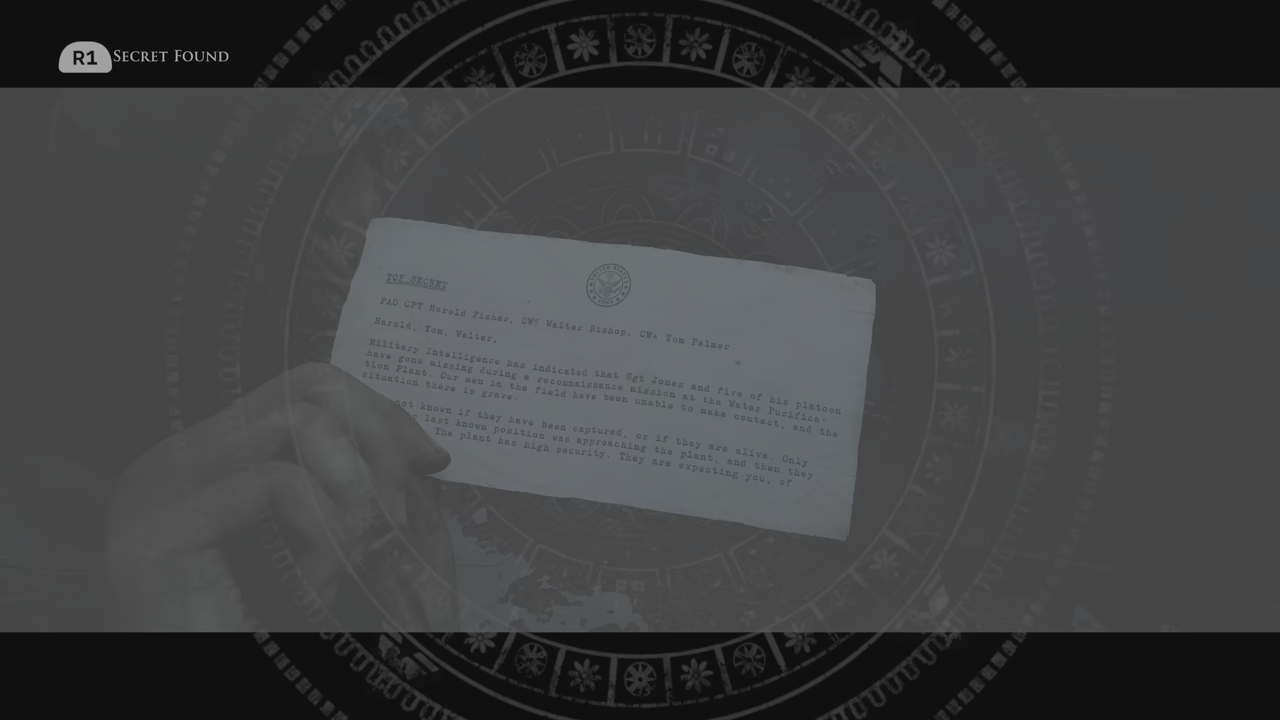 R1 Secret Found
TOP SECRET
UNITED STATES ARMY
FAO CPT Harold Fisher, CW5 Walter Bishop, CW4 Tom Palmer
Harold, Tom, Walter.
Military Intelligence has indicated that Sgt Jones and five of his platoon
have gone missing during a reconnaissance mission at the Water Purifica-
tion Plant. Our men in the field have been unable to make contact, and the
situation there is grave.
not known if they have been captured, or if they are alive. Only
last known position was approaching the plant, and then they
The plant has high security. They are expecting you, of